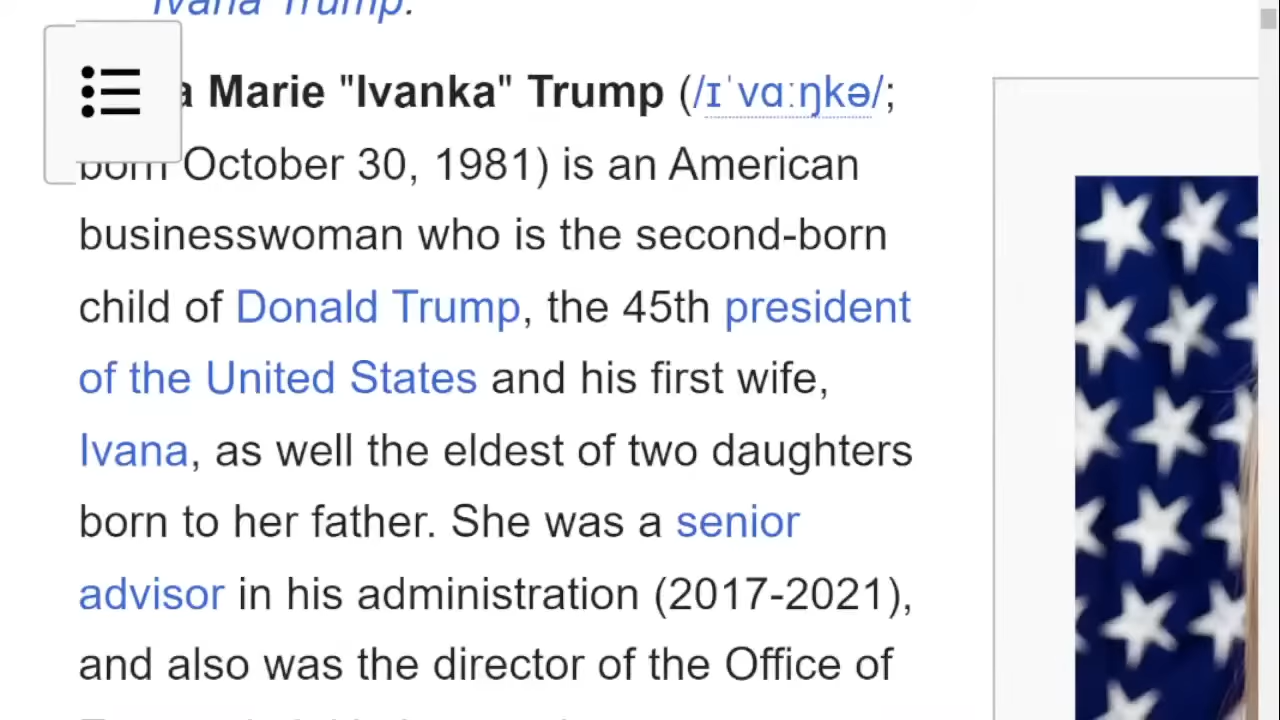 Ivana Trump.
a Marie "Ivanka" Trump (/ɪˈvɑːŋkə/;
born October 30, 1981) is an American
businesswoman who is the second-born
child of Donald Trump, the 45th president
of the United States and his first wife,
Ivana, as well the eldest of two daughters
born to her father. She was a senior
advisor in his administration (2017-2021),
and also was the director of the Office of